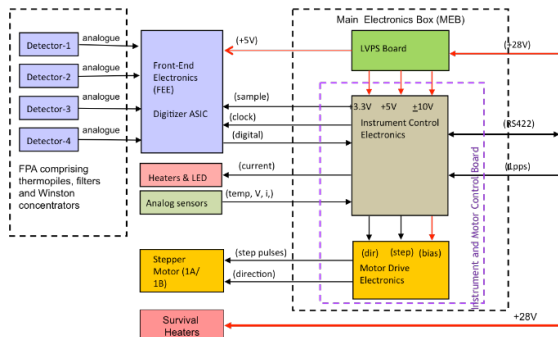 Main Electronics Box (MEB)
Detector-1
analogue
Detector-2
analogue
Detector-3
analogue
Detector-4
analogue
FPA comprising
thermopiles, filters
and Winston
concentrators
Front-End
Electronics
(FEE)
Digitizer ASIC
(+5V)
LVPS Board
(+28V)
(sample)
(clock)
(digital)
+3.3V +5V ±10V
Instrument Control
Electronics
(RS422)
(1pps)
Heaters & LED
(current)
Analog sensors
(temp, V, i,)
Instrument and Motor Control Board
Stepper
Motor (1A/
1B)
(step pulses)
(direction)
(dir) (step) (bias)
Motor Drive
Electronics
Survival
Heaters
+28V